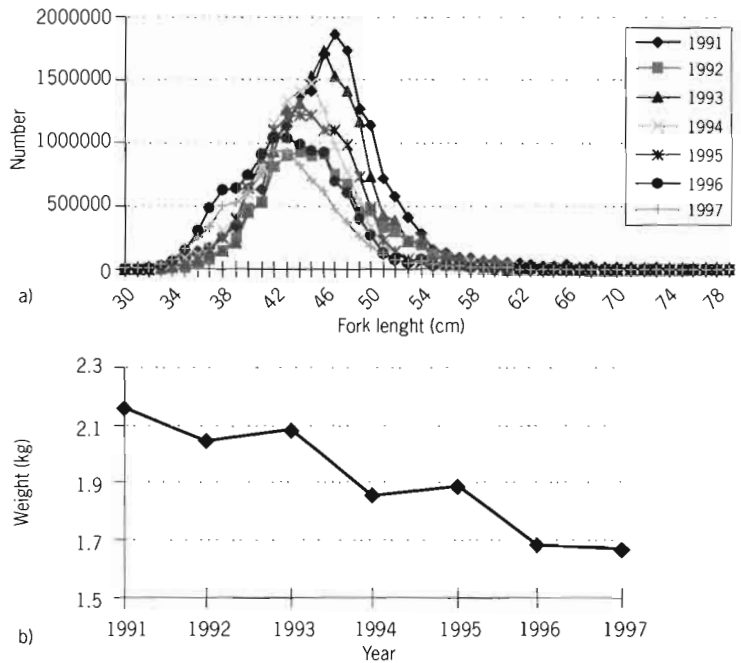 2000000
1500000
1000000
500000
0
Number
1991
1992
1993
1994
1995
1996
1997
30 34 38 42 46 50 54 58 62 66 70 74 78
Fork lenght (cm)
a)
2.3
2.1
1.9
1.7
1.5
Weight (kg)
1991 1992 1993 1994 1995 1996 1997
Year
b)